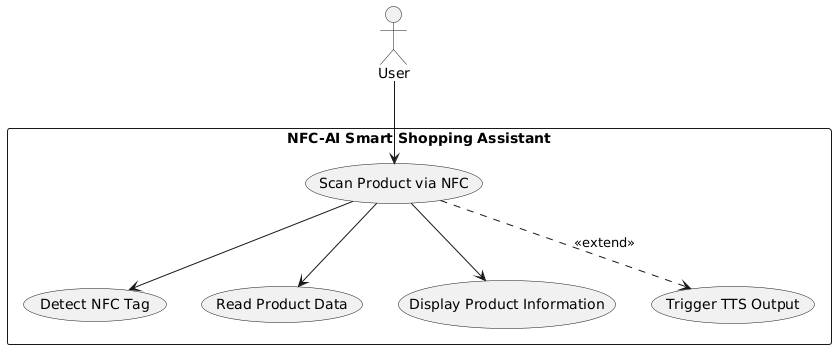 User
NFC-AI Smart Shopping Assistant
Scan Product via NFC
«extend»
Detect NFC Tag
Read Product Data
Display Product Information
Trigger TTS Output